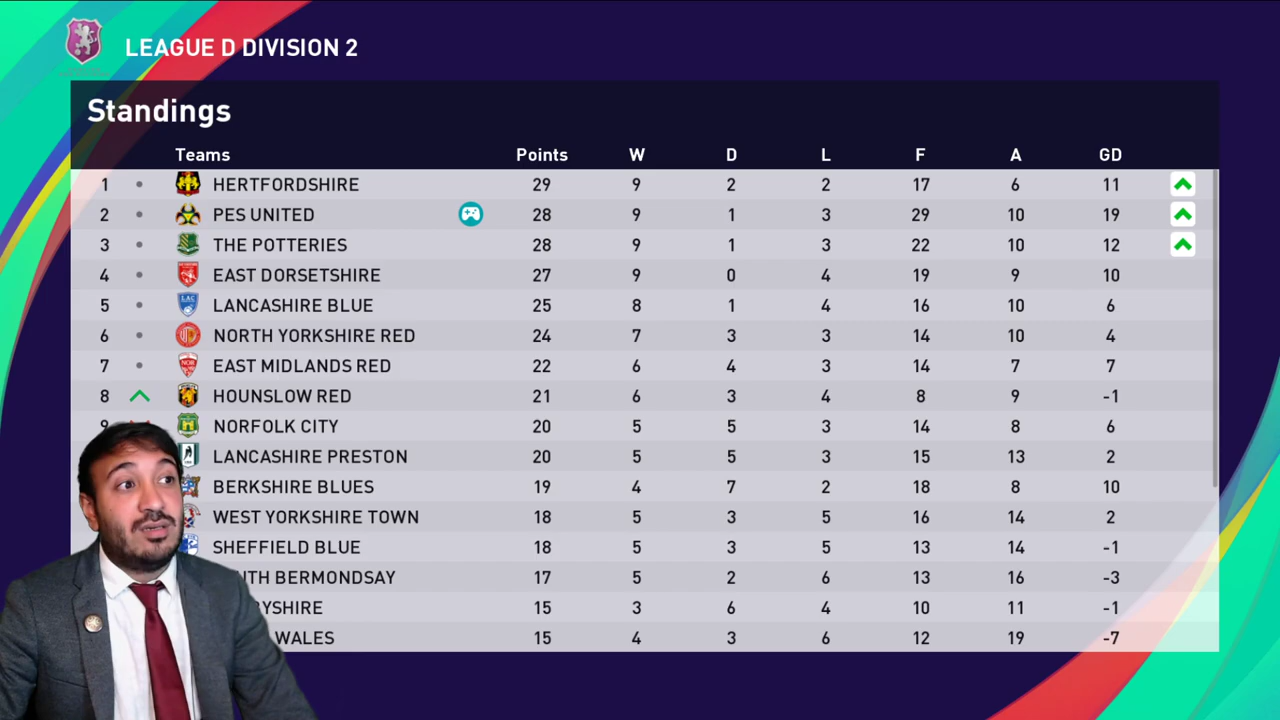 LEAGUE D DIVISION 2
Standings
Teams Points W D L F A GD
1 HERTFORDSHIRE 29 9 2 2 17 6 11
2 PES UNITED 28 9 1 3 29 10 19
3 THE POTTERIES 28 9 1 3 22 10 12
4 EAST DORSETSHIRE 27 9 0 4 19 9 10
5 LANCASHIRE BLUE 25 8 1 4 16 10 6
6 NORTH YORKSHIRE RED 24 7 3 3 14 10 4
7 EAST MIDLANDS RED 22 6 4 3 14 7 7
8 HOUNSLOW RED 21 6 3 4 8 9 -1
9 NORFOLK CITY 20 5 5 3 14 8 6
LANCASHIRE PRESTON 20 5 5 3 15 13 2
BERKSHIRE BLUES 19 4 7 2 18 8 10
WEST YORKSHIRE TOWN 18 5 3 5 16 14 2
SHEFFIELD BLUE 18 5 3 5 13 14 -1
BERMONDSAY 17 5 2 6 13 16 -3
15 3 6 4 10 11 -1
WALES 15 4 3 6 12 19 -7